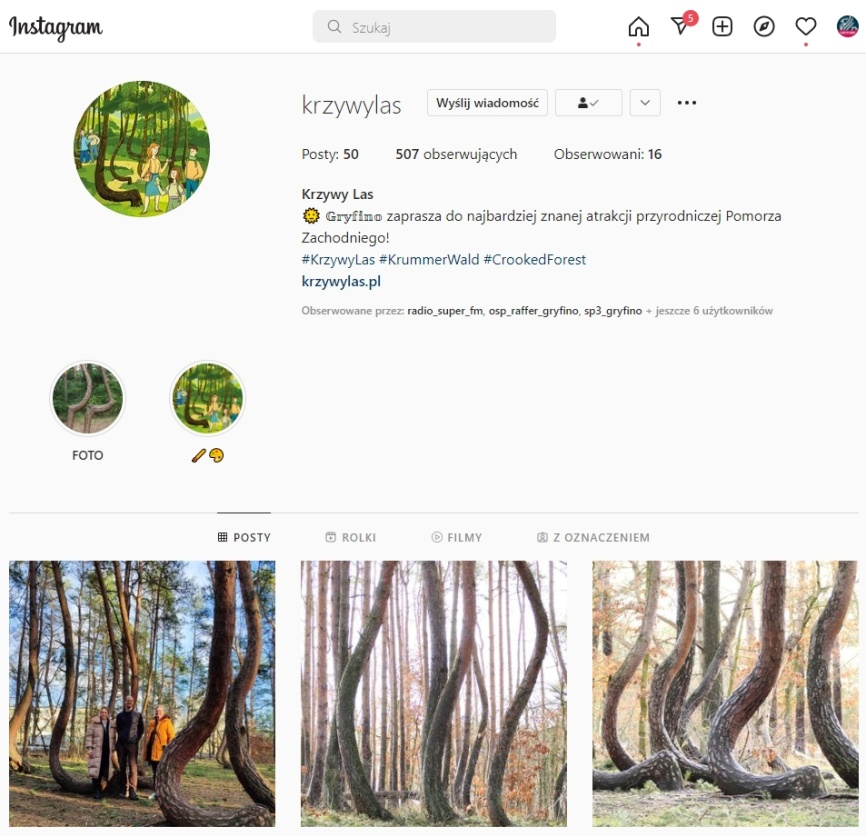 Instagram
Szukaj
5
krzywylas
Wyślij wiadomość
Posty: 50 507 obserwujących Obserwowani: 16
Krzywy Las
🌞 𝔾𝕣𝕪𝕗𝕚𝕟𝕠 zaprasza do najbardziej znanej atrakcji przyrodniczej Pomorza
Zachodniego!
#KrzywyLas #KrummerWald #CrookedForest
krzywylas.pl
Obserwowane przez: radio_super_fm, osp_raffer_gryfino, sp3_gryfino + jeszcze 6 użytkowników
FOTO
POSTY ROLKI FILMY Z OZNACZENIEM